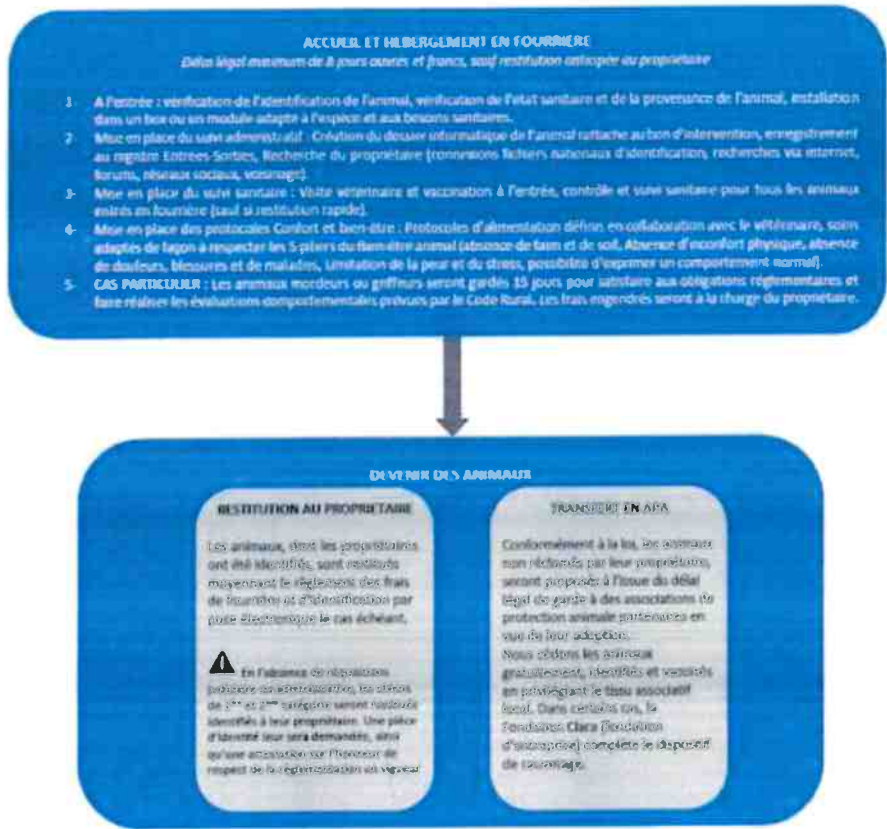 ACCUEIL ET HEBERGEMENT EN FOURRIERE
Délai légal minimum de 8 jours ouvrés et francs, sauf restitution anticipée au propriétaire
1- A l'entrée : vérification de l'identification de l'animal, vérification de l'état sanitaire et de la provenance de l'animal, installation
dans un box ou un module adapté à l'espèce et aux besoins sanitaires.
2- Mise en place du suivi administratif : Création du dossier informatique de l'animal rattaché au bon d'intervention, enregistrement
au registre Entrées-Sorties, Recherche du propriétaire (connexions fichiers nationaux d'identification, recherches via internet,
forums, réseaux sociaux, voisinage).
3- Mise en place du suivi sanitaire : Visite vétérinaire et vaccination à l'entrée, contrôle et suivi sanitaire pour tous les animaux
entrés en fourrière (sauf si restitution rapide).
4- Mise en place des protocoles Confort et bien-être : Protocoles d'alimentation définis en collaboration avec le vétérinaire, soins
adaptés de façon à respecter les 5 piliers du Bien-être animal (absence de faim et de soif, Absence d'inconfort physique, absence
de douleurs, blessures et de maladies, Limitation de la peur et du stress, possibilité d'exprimer un comportement normal).
5- CAS PARTICULIER : Les animaux mordeurs ou griffeurs seront gardés 15 jours pour satisfaire aux obligations réglementaires et
faire réaliser les évaluations comportementales prévues par le Code Rural. Les frais engendrés seront à la charge du propriétaire.
DEVENIR DES ANIMAUX
RESTITUTION AU PROPRIETAIRE
Les animaux, dont les propriétaires
ont été identifiés, sont restitués
moyennant le règlement des frais
de fourrière et d'identification par
puce électronique le cas échéant.
En l'absence de réquisitions
judiciaire ou administrative, les chiens
de 1ère et 2ème catégorie seront restitués
identifiés à leur propriétaire. Une pièce
d'identité leur sera demandée, ainsi
qu'une attestation sur l'honneur de
respect de la réglementation en vigueur
TRANSFERT EN APA
Conformément à la loi, les animaux
non réclamés par leur propriétaire,
seront proposés à l'issue du délai
légal de garde à des associations de
protection animale partenaires en
vue de leur adoption.
Nous cédons les animaux
gratuitement, identifiés et vaccinés
en privilégiant le tissu associatif
local. Dans certains cas, la
Fondation Clara (fondation
d'entreprise) complète le dispositif
de sauvetage.